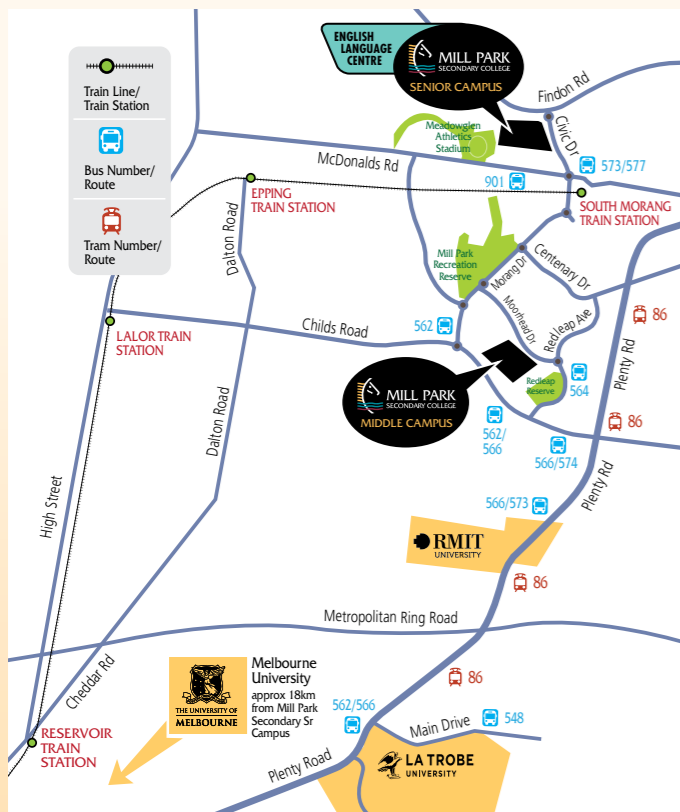 ENGLISH
LANGUAGE
CENTRE
MILL PARK
SECONDARY COLLEGE
SENIOR CAMPUS
Findon Rd
Civic Dr
Train Line/
Train Station
Bus Number/
Route
Tram Number/
Route
Meadowglen
Athletics
Stadium
McDonalds Rd
573/577
901
EPPING
TRAIN STATION
SOUTH MORANG
TRAIN STATION
Dalton Road
Mill Park
Recreation
Reserve
Morang Dr
Centenary Dr
Moorhead Dr
Redleap Ave
Plenty Rd
86
LALOR TRAIN
STATION
Childs Road
562
564
Redleap
Reserve
MILL PARK
SECONDARY COLLEGE
MIDDLE CAMPUS
562/
566
566/574
86
Dalton Road
High Street
566/573
Plenty Rd
RMIT
UNIVERSITY
86
Metropolitan Ring Road
Cheddar Rd
THE UNIVERSITY OF
MELBOURNE
Melbourne
University
approx 18km
from Mill Park
Secondary Sr
Campus
86
562/566
548
Main Drive
RESERVOIR
TRAIN
STATION
Plenty Road
LA TROBE
UNIVERSITY